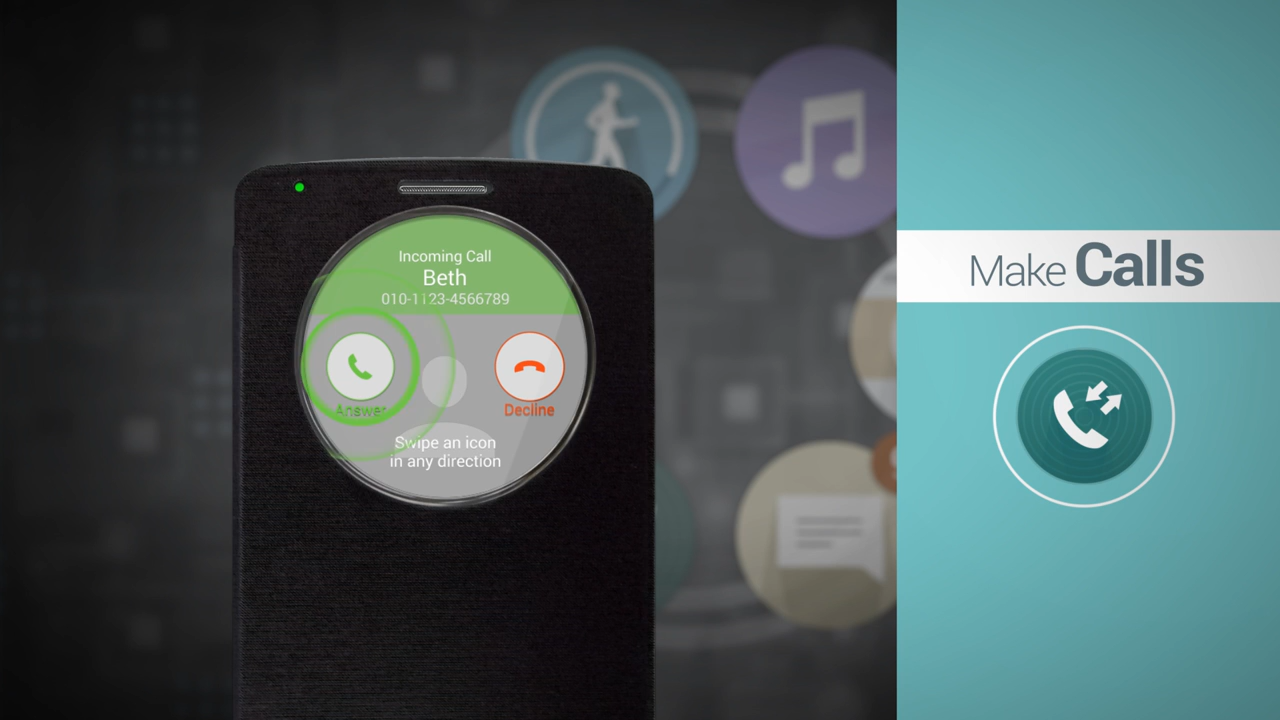 Incoming Call
Beth
010-1123-4566789
Answer
Decline
Swipe an icon
in any direction
Make Calls